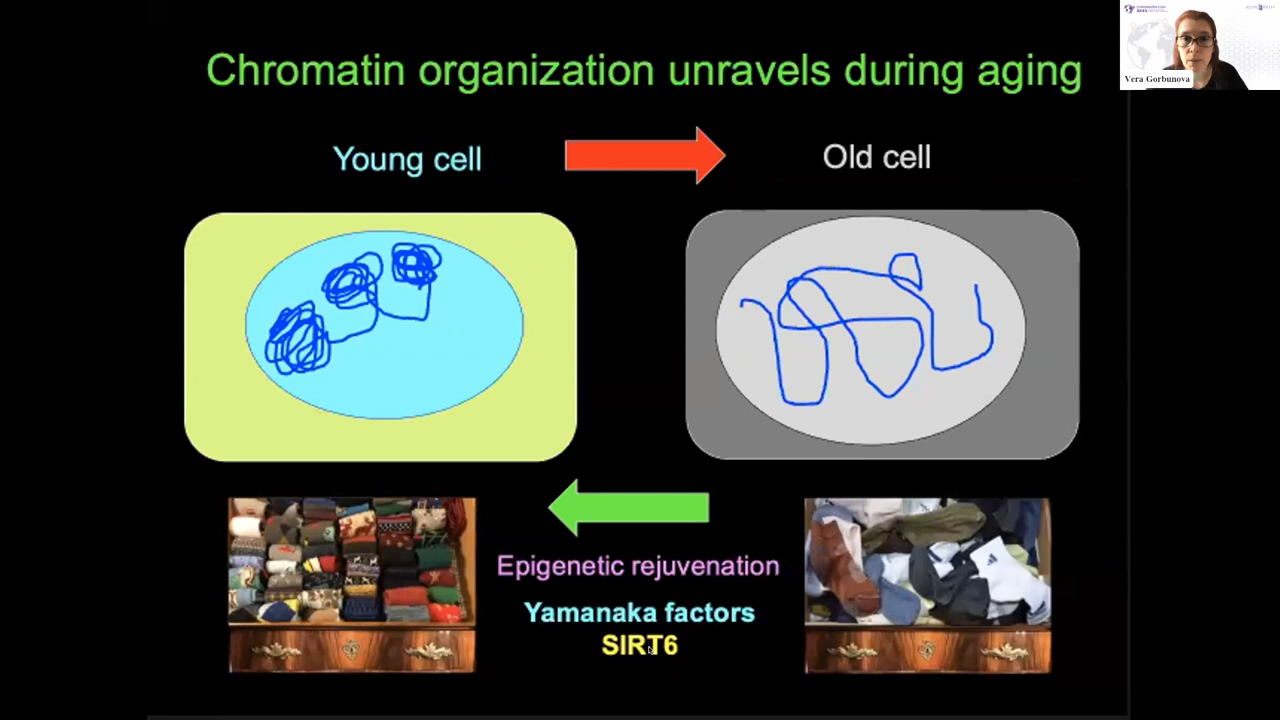 Chromatin organization unravels during aging
Young cell
Old cell
Epigenetic rejuvenation
Yamanaka factors
SIRT6
Vera Gorbunova